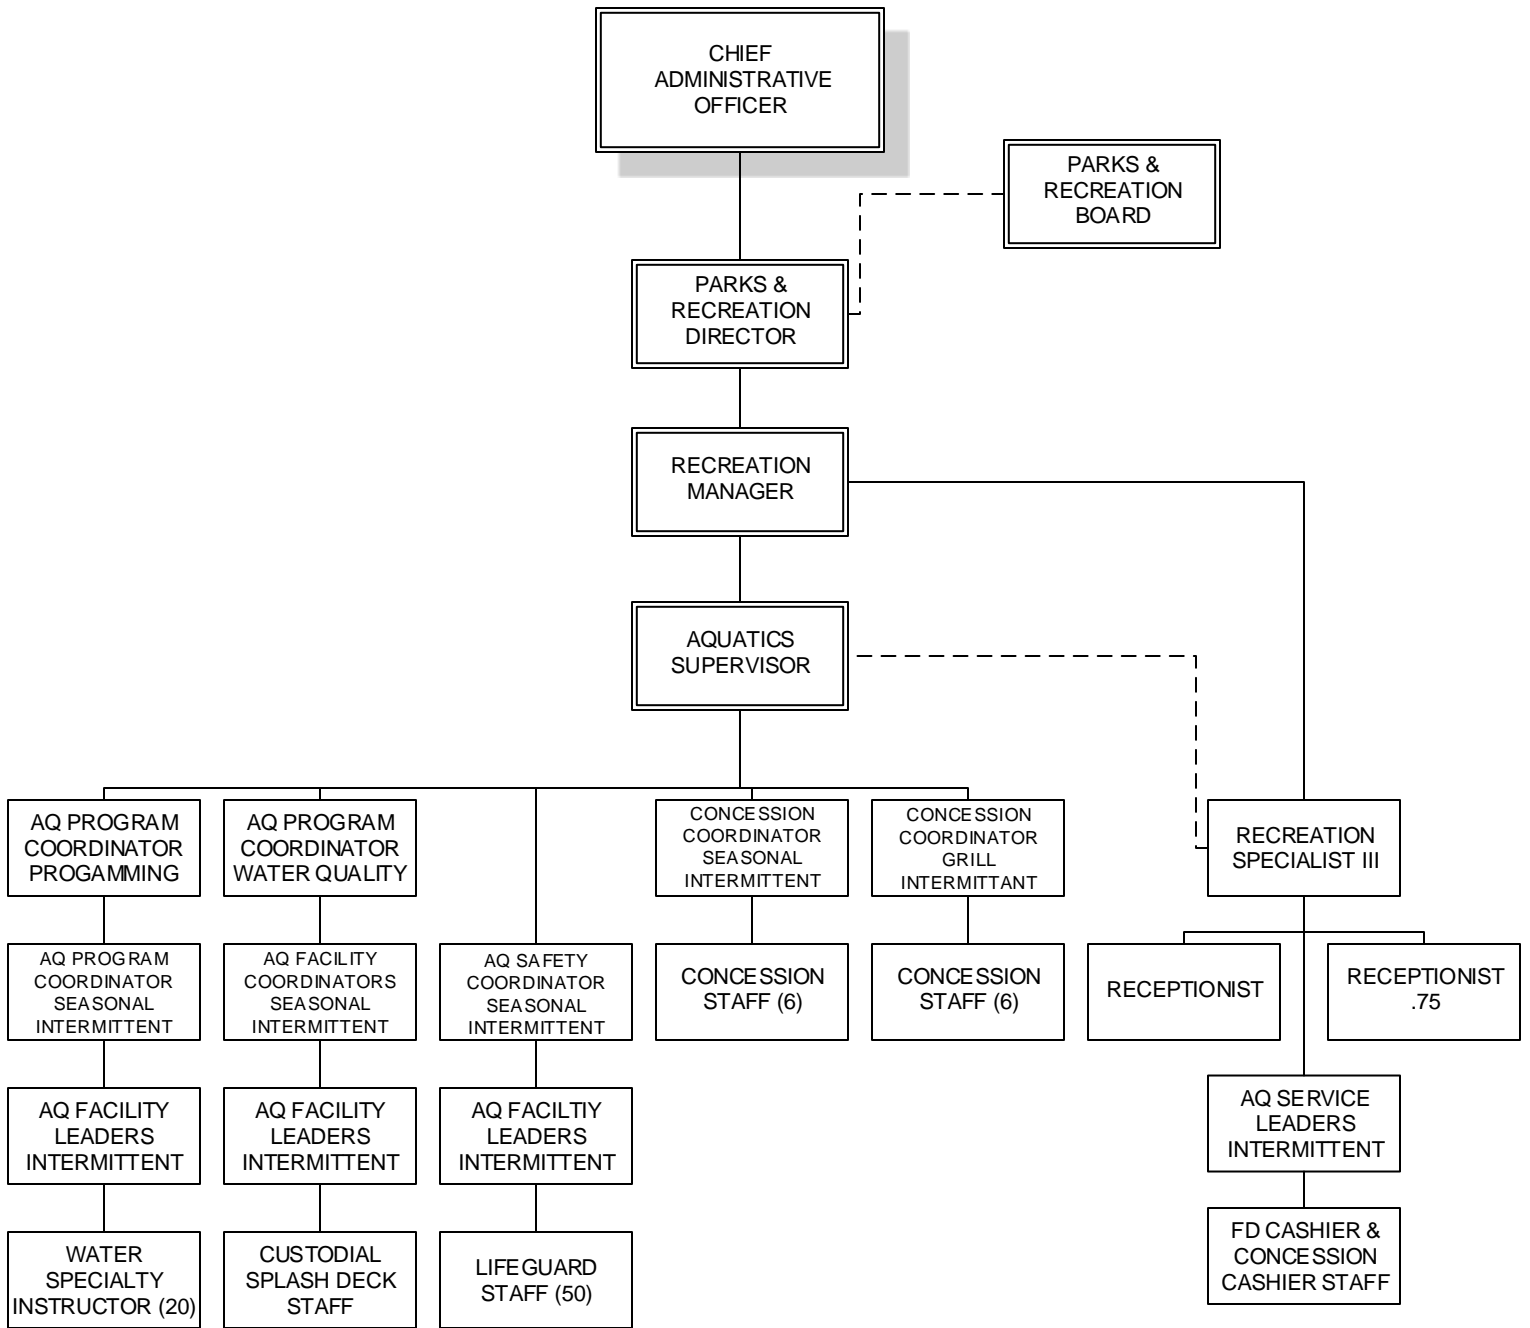 CHIEF
ADMINISTRATIVE
OFFICER
PARKS &
RECREATION
BOARD
PARKS &
RECREATION
DIRECTOR
RECREATION
MANAGER
AQUATICS
SUPERVISOR
AQ PROGRAM
COORDINATOR
PROGAMMING
AQ PROGRAM
COORDINATOR
WATER QUALITY
CONCESSION
COORDINATOR
SEASONAL
INTERMITTENT
CONCESSION
COORDINATOR
GRILL
INTERMITTANT
RECREATION
SPECIALIST III
AQ PROGRAM
COORDINATOR
SEASONAL
INTERMITTENT
AQ FACILITY
COORDINATORS
SEASONAL
INTERMITTENT
AQ SAFETY
COORDINATOR
SEASONAL
INTERMITTENT
CONCESSION
STAFF (6)
CONCESSION
STAFF (6)
RECEPTIONIST
RECEPTIONIST
.75
AQ FACILITY
LEADERS
INTERMITTENT
AQ FACILITY
LEADERS
INTERMITTENT
AQ FACILTIY
LEADERS
INTERMITTENT
AQ SERVICE
LEADERS
INTERMITTENT
WATER
SPECIALTY
INSTRUCTOR (20)
CUSTODIAL
SPLASH DECK
STAFF
LIFEGUARD
STAFF (50)
FD CASHIER &
CONCESSION
CASHIER STAFF